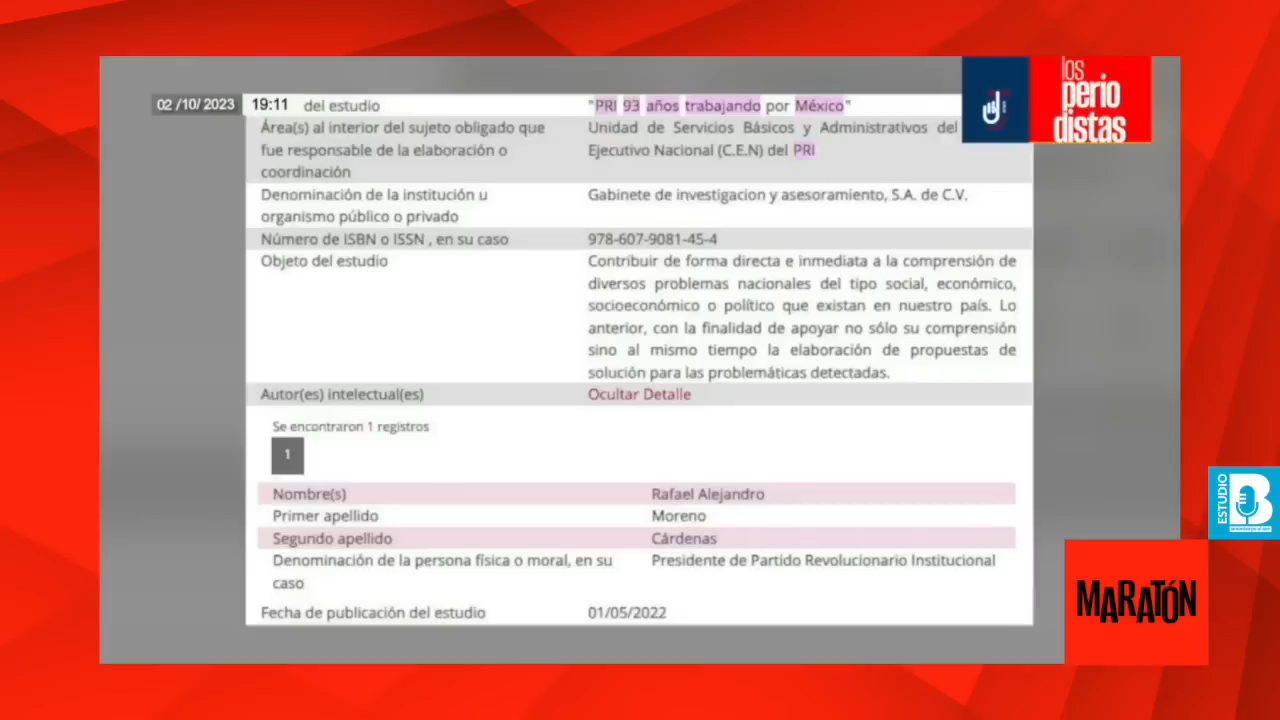 02 /10/ 2023 19:11 del estudio "PRI 93 años trabajando por México"
los
perio
distas
Área(s) al interior del sujeto obligado que
fue responsable de la elaboración o
coordinación
Unidad de Servicios Básicos y Administrativos del
Ejecutivo Nacional (C.E.N) del PRI
Denominación de la institución u
organismo público o privado
Gabinete de investigacion y asesoramiento, S.A. de C.V.
Número de ISBN o ISSN , en su caso 978-607-9081-45-4
Objeto del estudio
Contribuir de forma directa e inmediata a la comprensión de
diversos problemas nacionales del tipo social, económico,
socioeconómico o político que existan en nuestro país. Lo
anterior, con la finalidad de apoyar no sólo su comprensión
sino al mismo tiempo la elaboración de propuestas de
solución para las problemáticas detectadas.
Autor(es) intelectual(es) Ocultar Detalle
Se encontraron 1 registros
1
Nombre(s) Rafael Alejandro
Primer apellido Moreno
Segundo apellido Cárdenas
Denominación de la persona física o moral, en su
caso
Presidente de Partido Revolucionario Institucional
Fecha de publicación del estudio 01/05/2022
ESTUDIO
B
MARATÓN